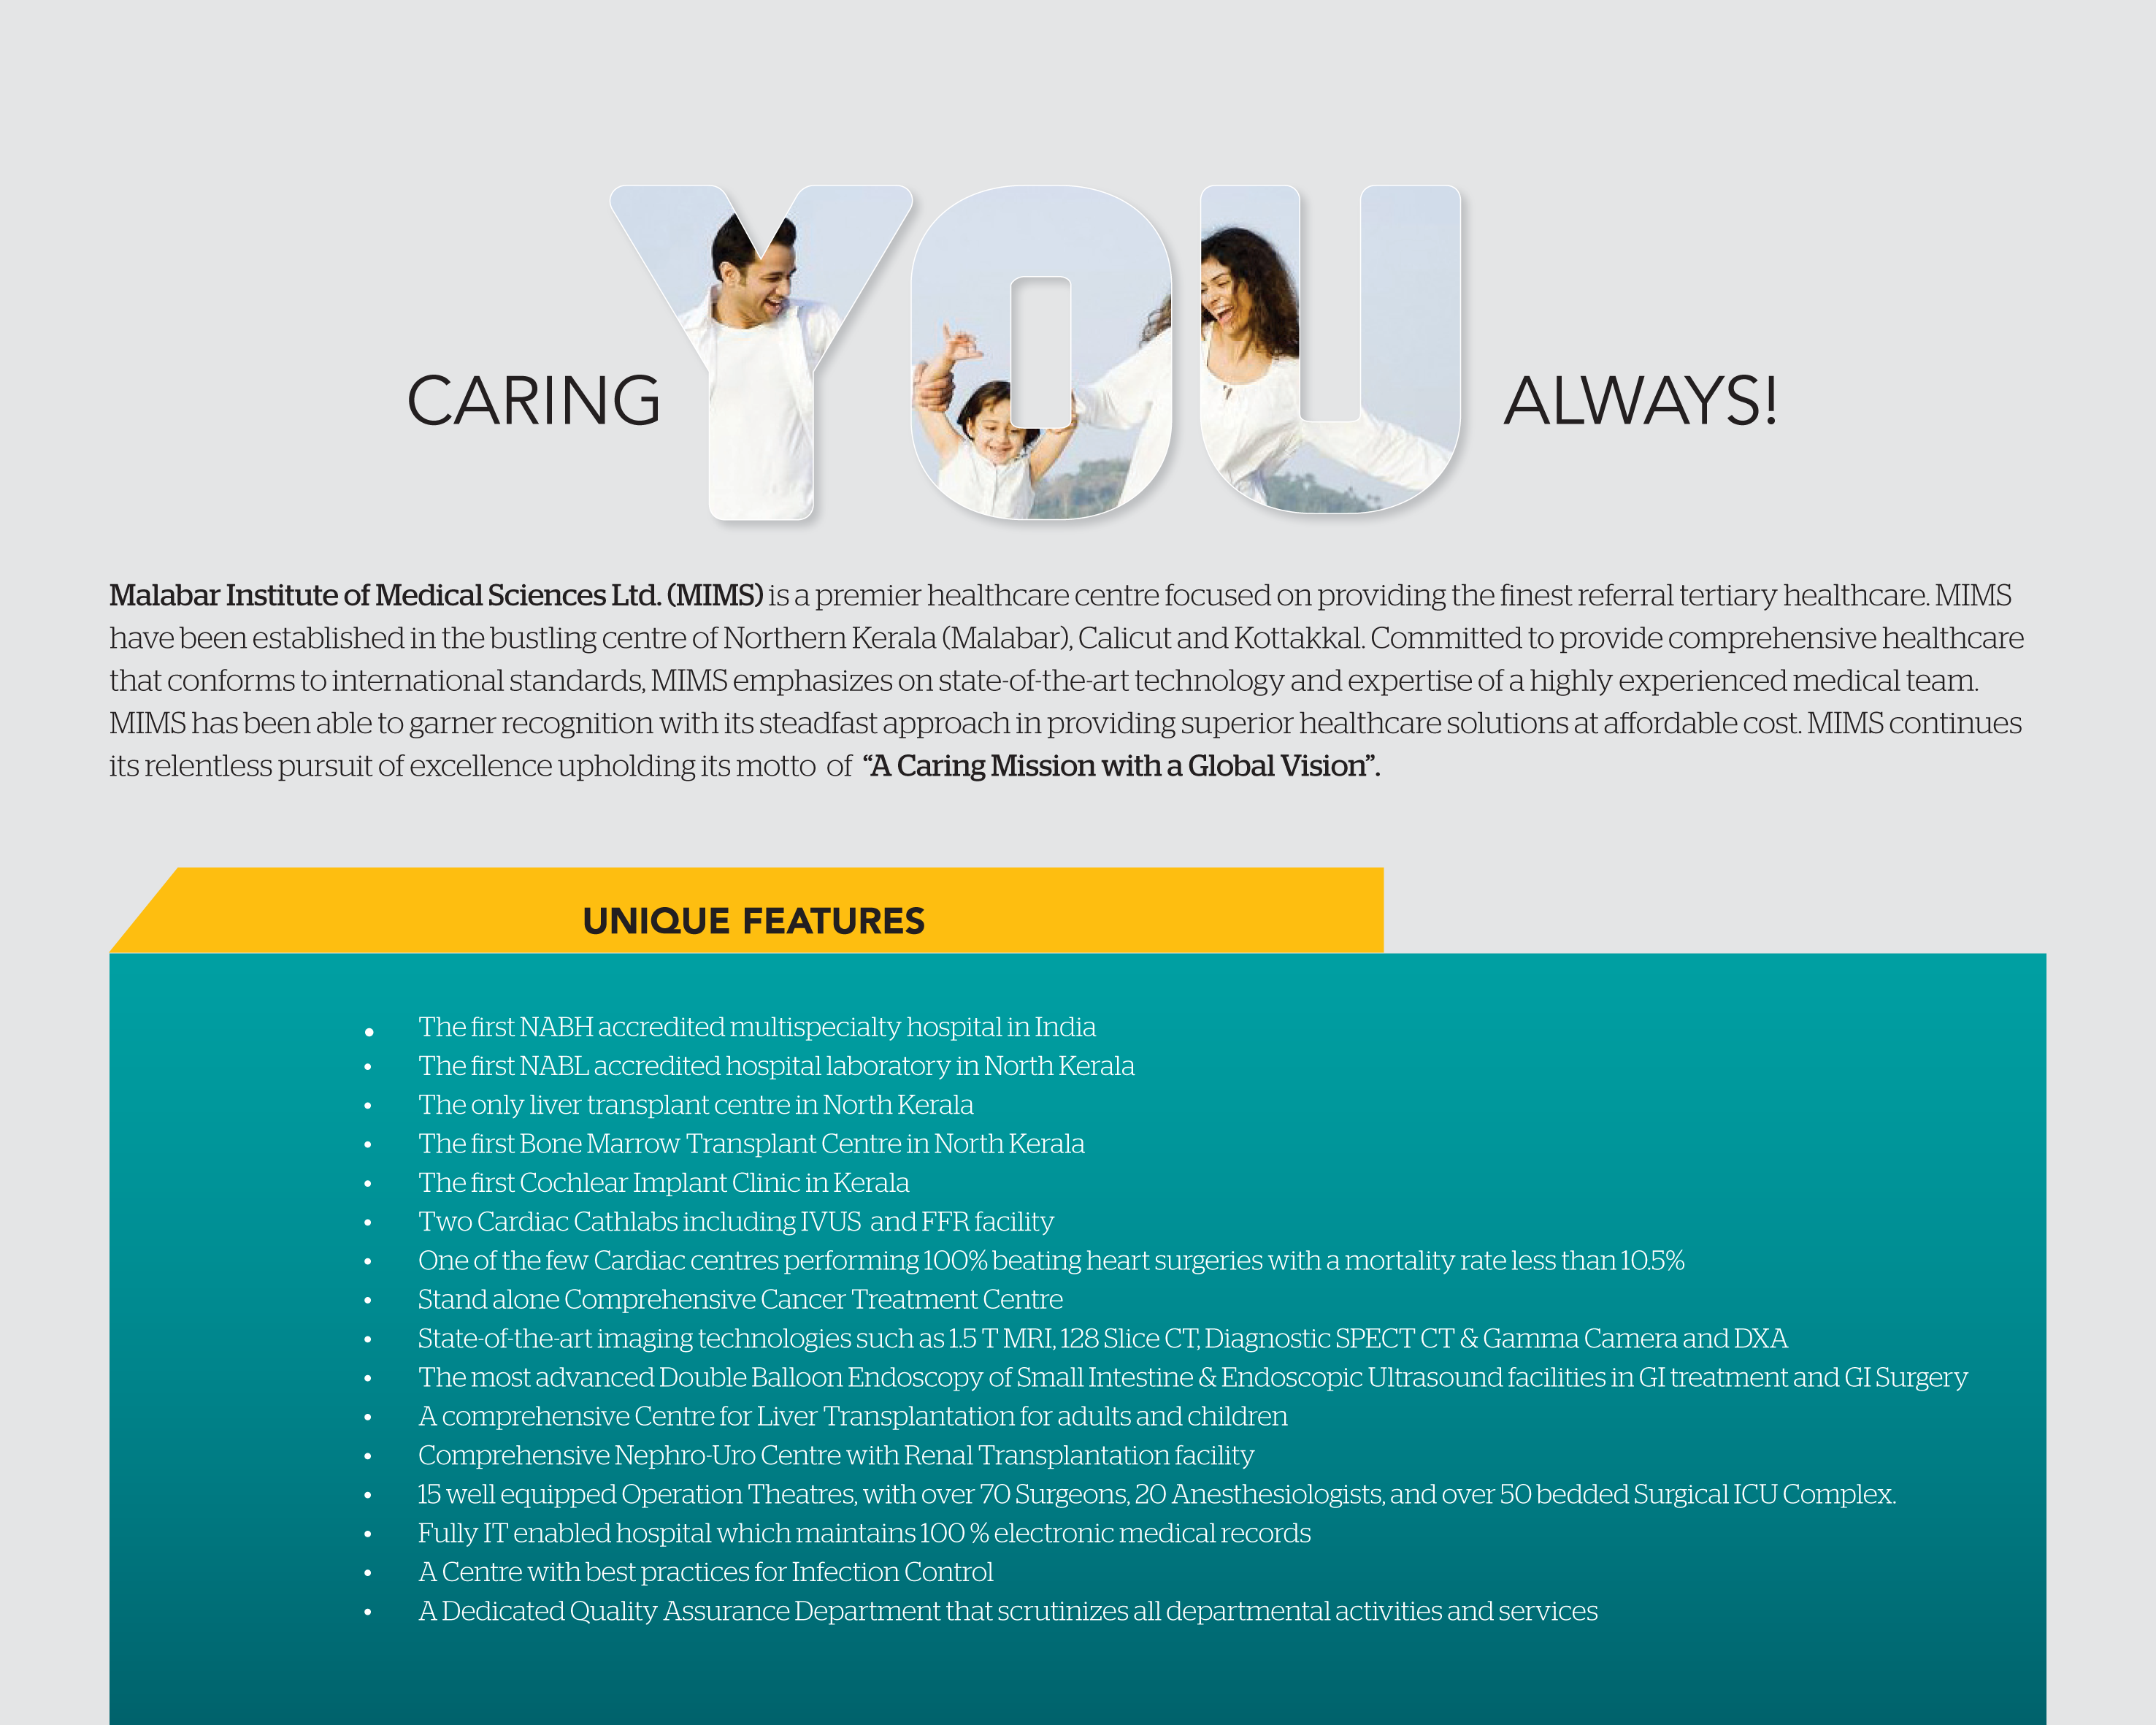 CARING YOU ALWAYS!
Malabar Institute of Medical Sciences Ltd. (MIMS) is a premier healthcare centre focused on providing the finest referral tertiary healthcare. MIMS
have been established in the bustling centre of Northern Kerala (Malabar), Calicut and Kottakkal. Committed to provide comprehensive healthcare
that conforms to international standards, MIMS emphasizes on state-of-the-art technology and expertise of a highly experienced medical team.
MIMS has been able to garner recognition with its steadfast approach in providing superior healthcare solutions at affordable cost. MIMS continues
its relentless pursuit of excellence upholding its motto of “A Caring Mission with a Global Vision”.
UNIQUE FEATURES
• The first NABH accredited multispecialty hospital in India
• The first NABL accredited hospital laboratory in North Kerala
• The only liver transplant centre in North Kerala
• The first Bone Marrow Transplant Centre in North Kerala
• The first Cochlear Implant Clinic in Kerala
• Two Cardiac Cathlabs including IVUS and FFR facility
• One of the few Cardiac centres performing 100% beating heart surgeries with a mortality rate less than 10.5%
• Stand alone Comprehensive Cancer Treatment Centre
• State-of-the-art imaging technologies such as 1.5 T MRI, 128 Slice CT, Diagnostic SPECT CT & Gamma Camera and DXA
• The most advanced Double Balloon Endoscopy of Small Intestine & Endoscopic Ultrasound facilities in GI treatment and GI Surgery
• A comprehensive Centre for Liver Transplantation for adults and children
• Comprehensive Nephro-Uro Centre with Renal Transplantation facility
• 15 well equipped Operation Theatres, with over 70 Surgeons, 20 Anesthesiologists, and over 50 bedded Surgical ICU Complex.
• Fully IT enabled hospital which maintains 100 % electronic medical records
• A Centre with best practices for Infection Control
• A Dedicated Quality Assurance Department that scrutinizes all departmental activities and services